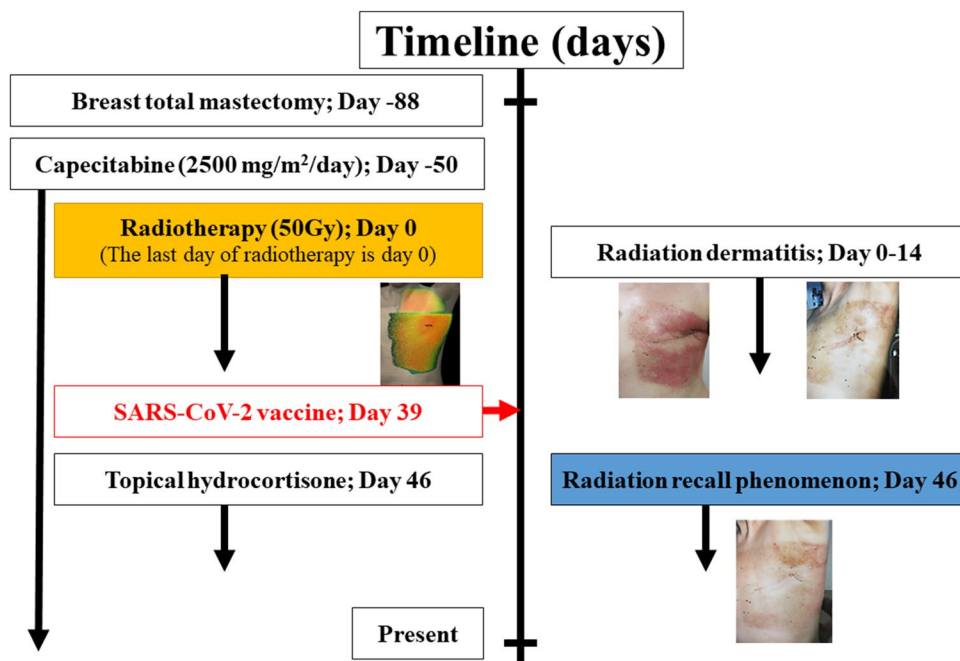 Timeline (days)
Breast total mastectomy; Day -88
Capecitabine (2500 mg/m²/day); Day -50
Radiotherapy (50Gy); Day 0
(The last day of radiotherapy is day 0)
Radiation dermatitis; Day 0-14
SARS-CoV-2 vaccine; Day 39
Topical hydrocortisone; Day 46
Radiation recall phenomenon; Day 46
Present